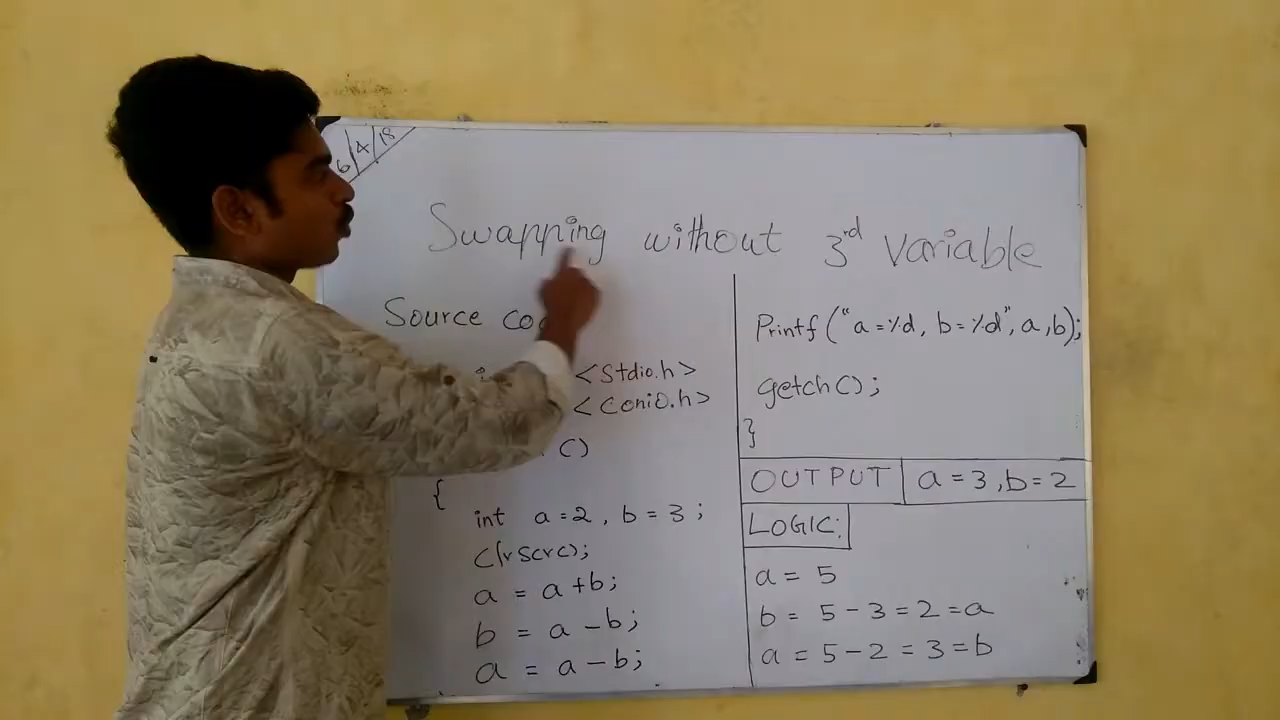 6/4/18
Swapping without 3rd Variable
Source
<Stdio.h>
<Conio.h>
()
{
int a=2, b=3;
Clrscr();
a = a+b;
b = a-b;
a = a-b;
Printf("a=%d, b=%d",a,b);
getch();
}
OUTPUT a=3,b=2
LOGIC:
a= 5
b= 5-3=2=a
a= 5-2=3=b